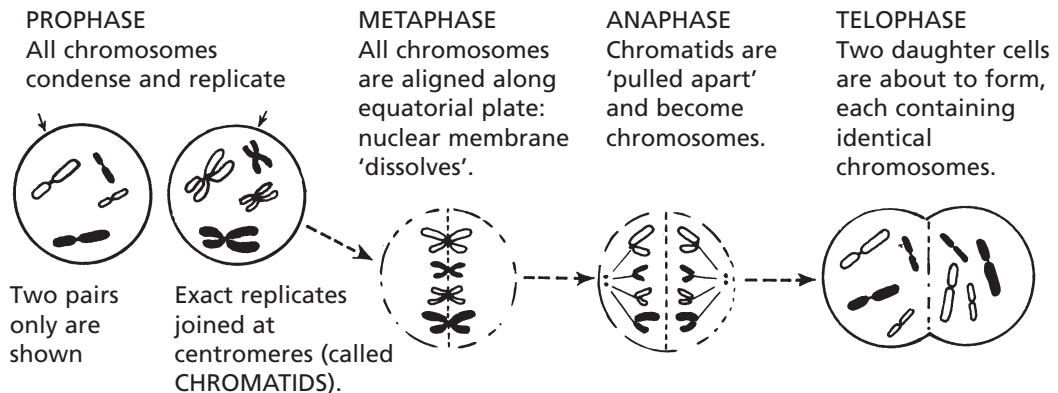 PROPHASE
All chromosomes
condense and replicate
METAPHASE
All chromosomes
are aligned along
equatorial plate:
nuclear membrane
‘dissolves’.
ANAPHASE
Chromatids are
‘pulled apart’
and become
chromosomes.
TELOPHASE
Two daughter cells
are about to form,
each containing
identical
chromosomes.
Two pairs
only are
shown
Exact replicates
joined at
centromeres (called
CHROMATIDS).